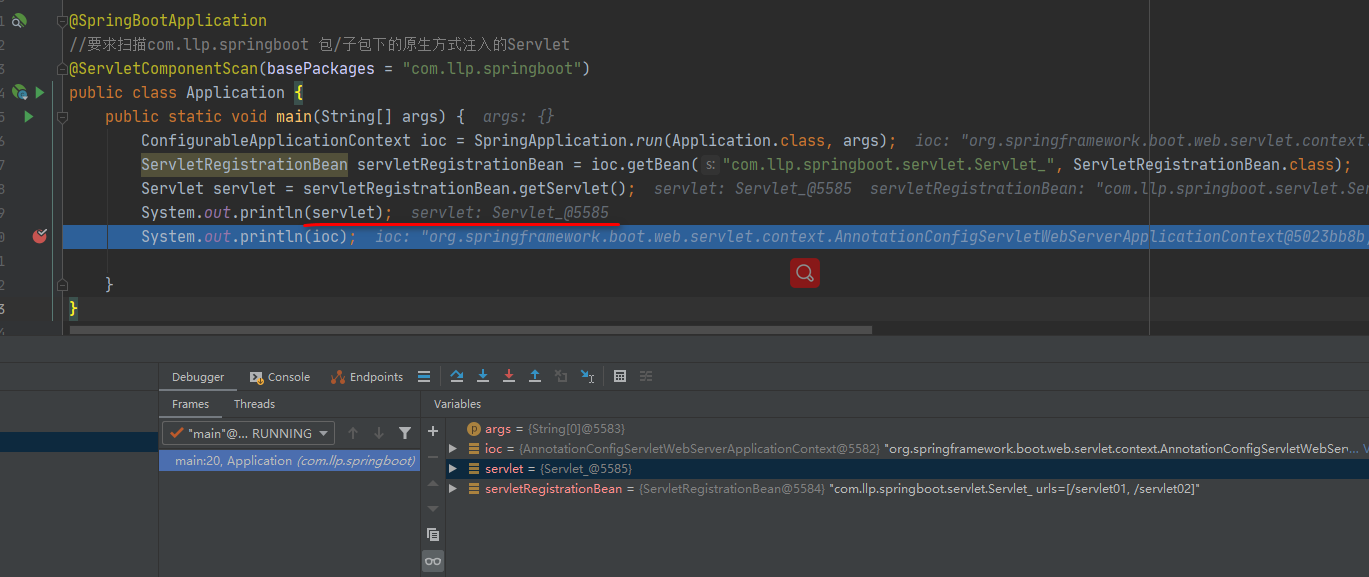 @SpringBootApplication
//要求扫描com.llp.springboot 包/子包下的原生方式注入的Servlet
@ServletComponentScan(basePackages = "com.llp.springboot")
public class Application {
public static void main(String[] args) {  args: {}
ConfigurableApplicationContext ioc = SpringApplication.run(Application.class, args);  ioc: "org.springframework.boot.web.servlet.context.
ServletRegistrationBean servletRegistrationBean = ioc.getBean( s: "com.llp.springboot.servlet.Servlet_", ServletRegistrationBean.class);
Servlet servlet = servletRegistrationBean.getServlet();  servlet: Servlet_@5585  servletRegistrationBean: "com.llp.springboot.servlet.Se
System.out.println(servlet);  servlet: Servlet_@5585
System.out.println(ioc);  ioc: "org.springframework.boot.web.servlet.context.AnnotationConfigServletWebServerApplicationContext@5023bb8b,
}
}
Debugger Console Endpoints
Frames Threads Variables
"main"@... RUNNING
main:20, Application (com.llp.springboot)
p args = {String[0]@5583}
ioc = {AnnotationConfigServletWebServerApplicationContext@5582} "org.springframework.boot.web.servlet.context.AnnotationConfigServletWebSer...
servlet = {Servlet_@5585}
servletRegistrationBean = {ServletRegistrationBean@5584} "com.llp.springboot.servlet.Servlet_ urls=[/servlet01, /servlet02]"